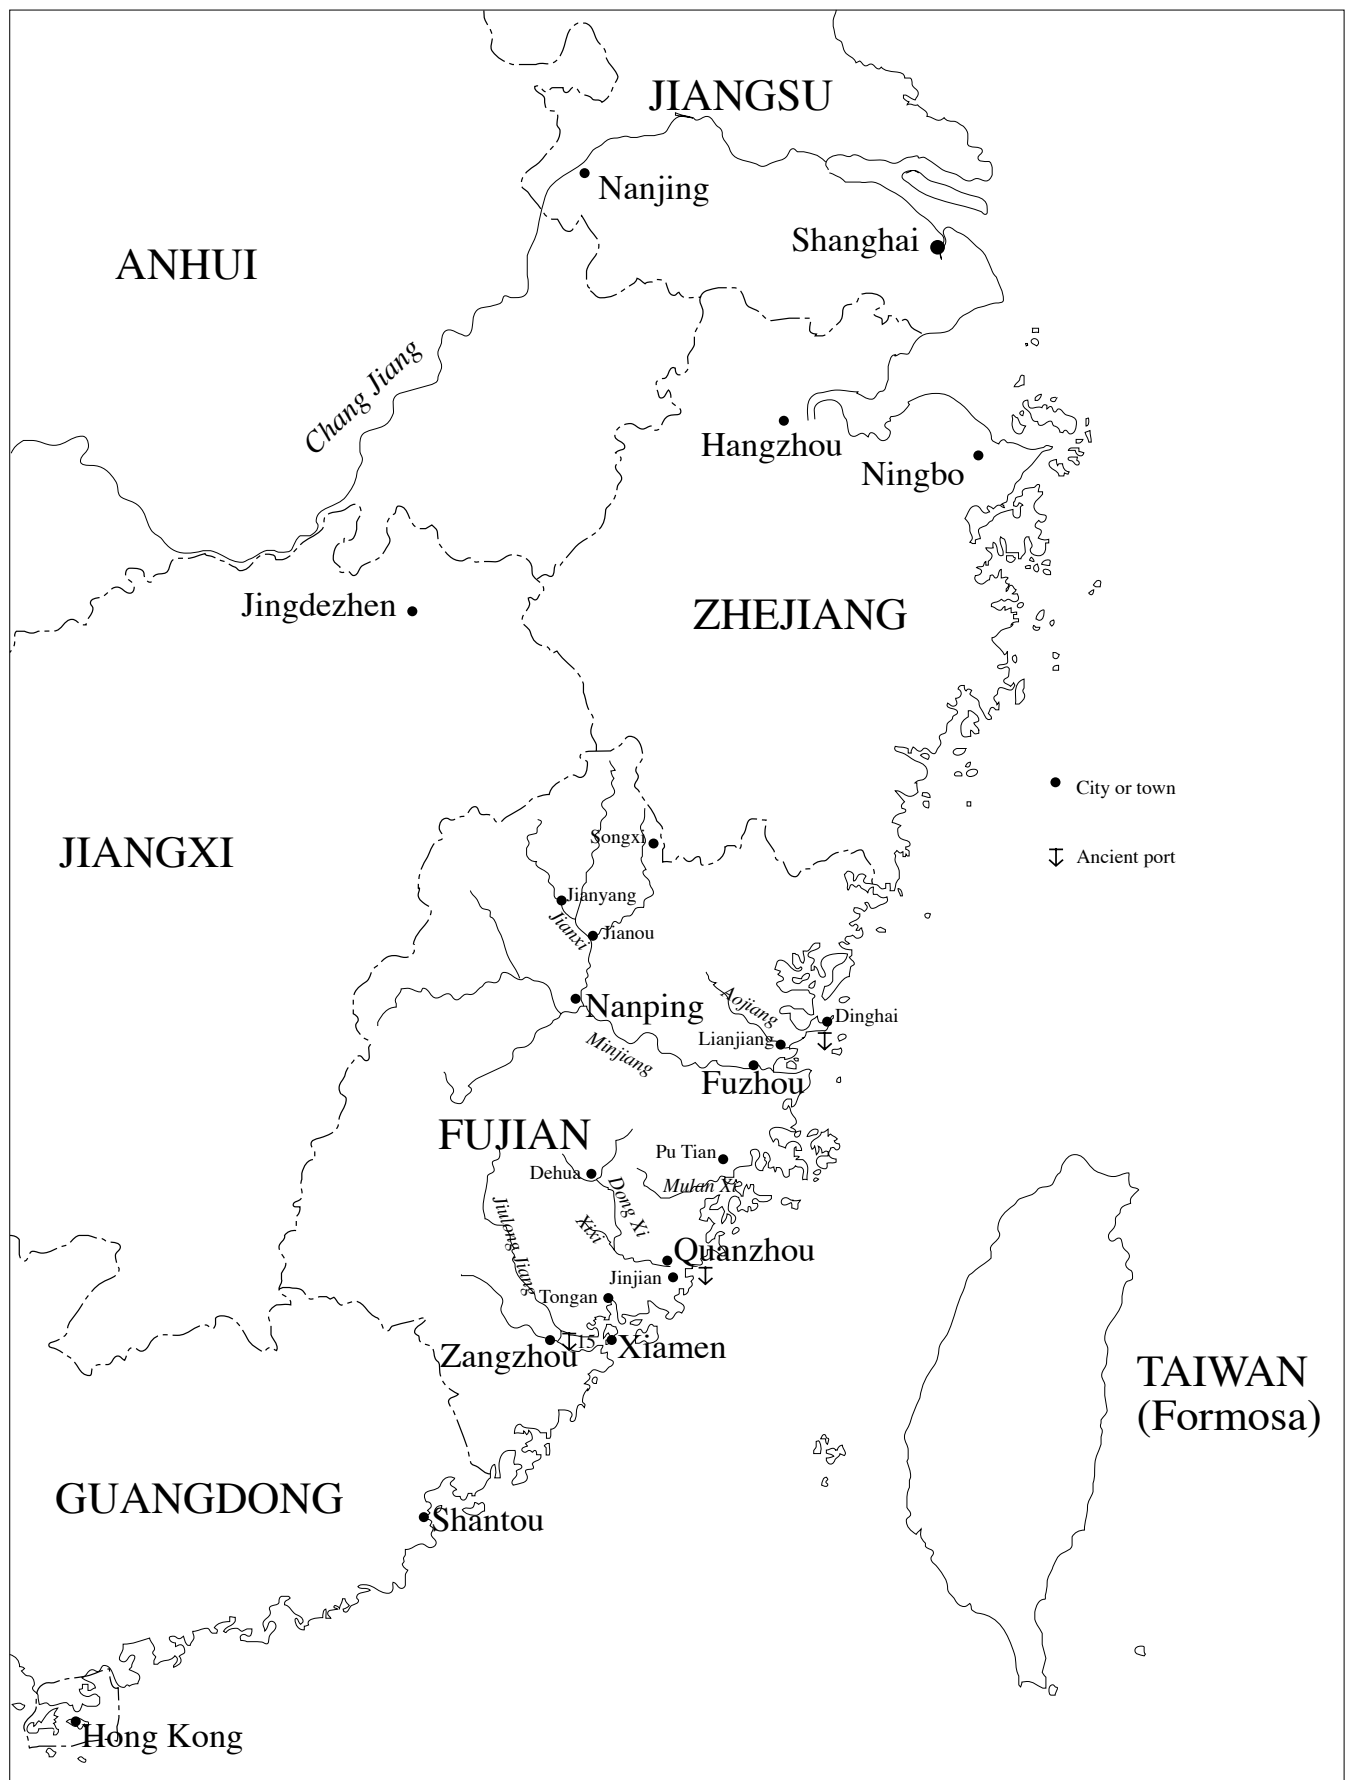 JIANGSU
Nanjing
Shanghai
ANHUI
Chang Jiang
Hangzhou
Ningbo
Jingdezhen
ZHEJIANG
City or town
Songxi
JIANGXI
Ancient port
Jianyang
Jianxi
Jianou
Nanping
Aojiang
Dinghai
Lianjiang
Minjiang
Fuzhou
FUJIAN
Pu Tian
Dehua
Mulan Xi
Dong Xi
Jiulong Jiang
Xixi
Quanzhou
Jinjian
Tongan
15
Xiamen
Zangzhou
TAIWAN
(Formosa)
GUANGDONG
Shantou
Hong Kong